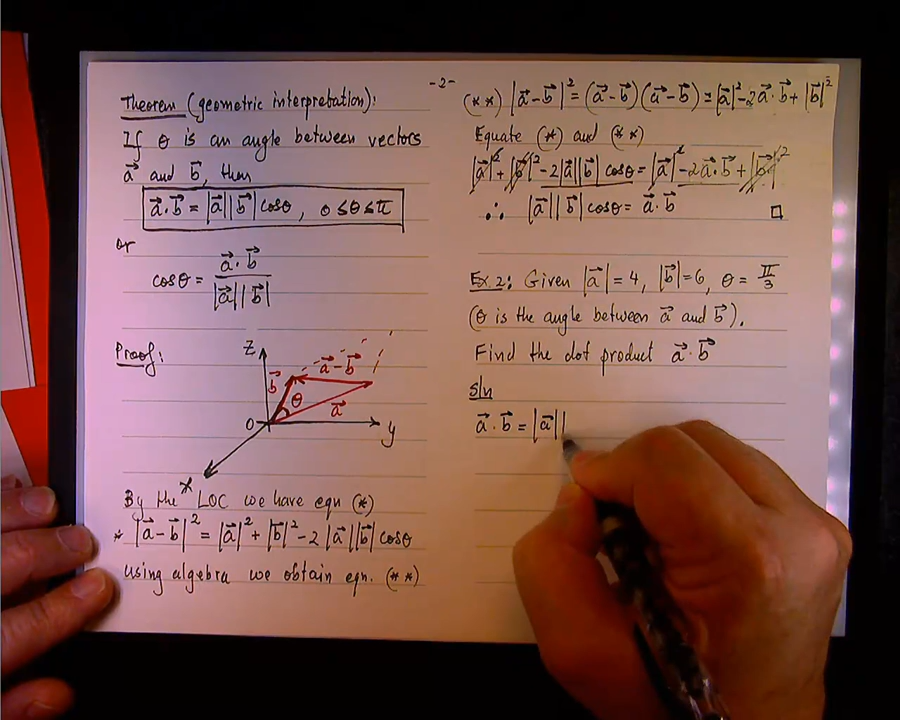 -2-
Theorem (geometric interpretation):
If θ is an angle between vectors
a⃗ and b⃗, then
a⃗·b⃗ = |a⃗||b⃗| cosθ, 0 ≤ θ ≤ π
or
cosθ = a⃗·b⃗ / |a⃗||b⃗|
Proof:
z
b⃗
a⃗-b⃗
θ
a⃗
0
y
x
By the LOC we have eqn (*)
* |a⃗-b⃗|² = |a⃗|² + |b⃗|² - 2|a⃗||b⃗| cosθ
Using algebra we obtain eqn. (**)
(**) |a⃗-b⃗|² = (a⃗-b⃗)(a⃗-b⃗) = |a⃗|² - 2a⃗·b⃗ + |b⃗|²
Equate (*) and (**)
|a⃗|² + |b⃗|² - 2|a⃗||b⃗| cosθ = |a⃗|² - 2a⃗·b⃗ + |b⃗|²
∴ |a⃗||b⃗| cosθ = a⃗·b⃗ □
Ex.2: Given |a⃗| = 4, |b⃗| = 6, θ = π/3
(θ is the angle between a⃗ and b⃗).
Find the dot product a⃗·b⃗
Sln
a⃗·b⃗ = |a⃗||